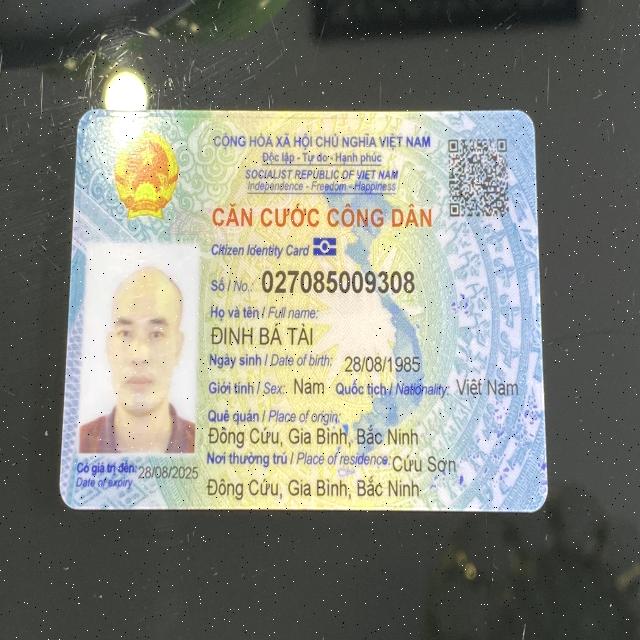 CỘNG HÒA XÃ HỘI CHỦ NGHĨA VIỆT NAM
Độc lập - Tự do - Hạnh phúc
SOCIALIST REPUBLIC OF VIET NAM
Independence - Freedom - Happiness
CĂN CƯỚC CÔNG DÂN
Citizen Identity Card
Số / No.: 027085009308
Họ và tên / Full name:
ĐINH BÁ TÀI
Ngày sinh / Date of birth: 28/08/1985
Giới tính / Sex: Nam Quốc tịch / Nationality: Việt Nam
Quê quán / Place of origin:
Đông Cứu, Gia Bình, Bắc Ninh
Nơi thường trú / Place of residence: Cứu Sơn
Đông Cứu, Gia Bình, Bắc Ninh
Có giá trị đến: 28/08/2025
Date of expiry